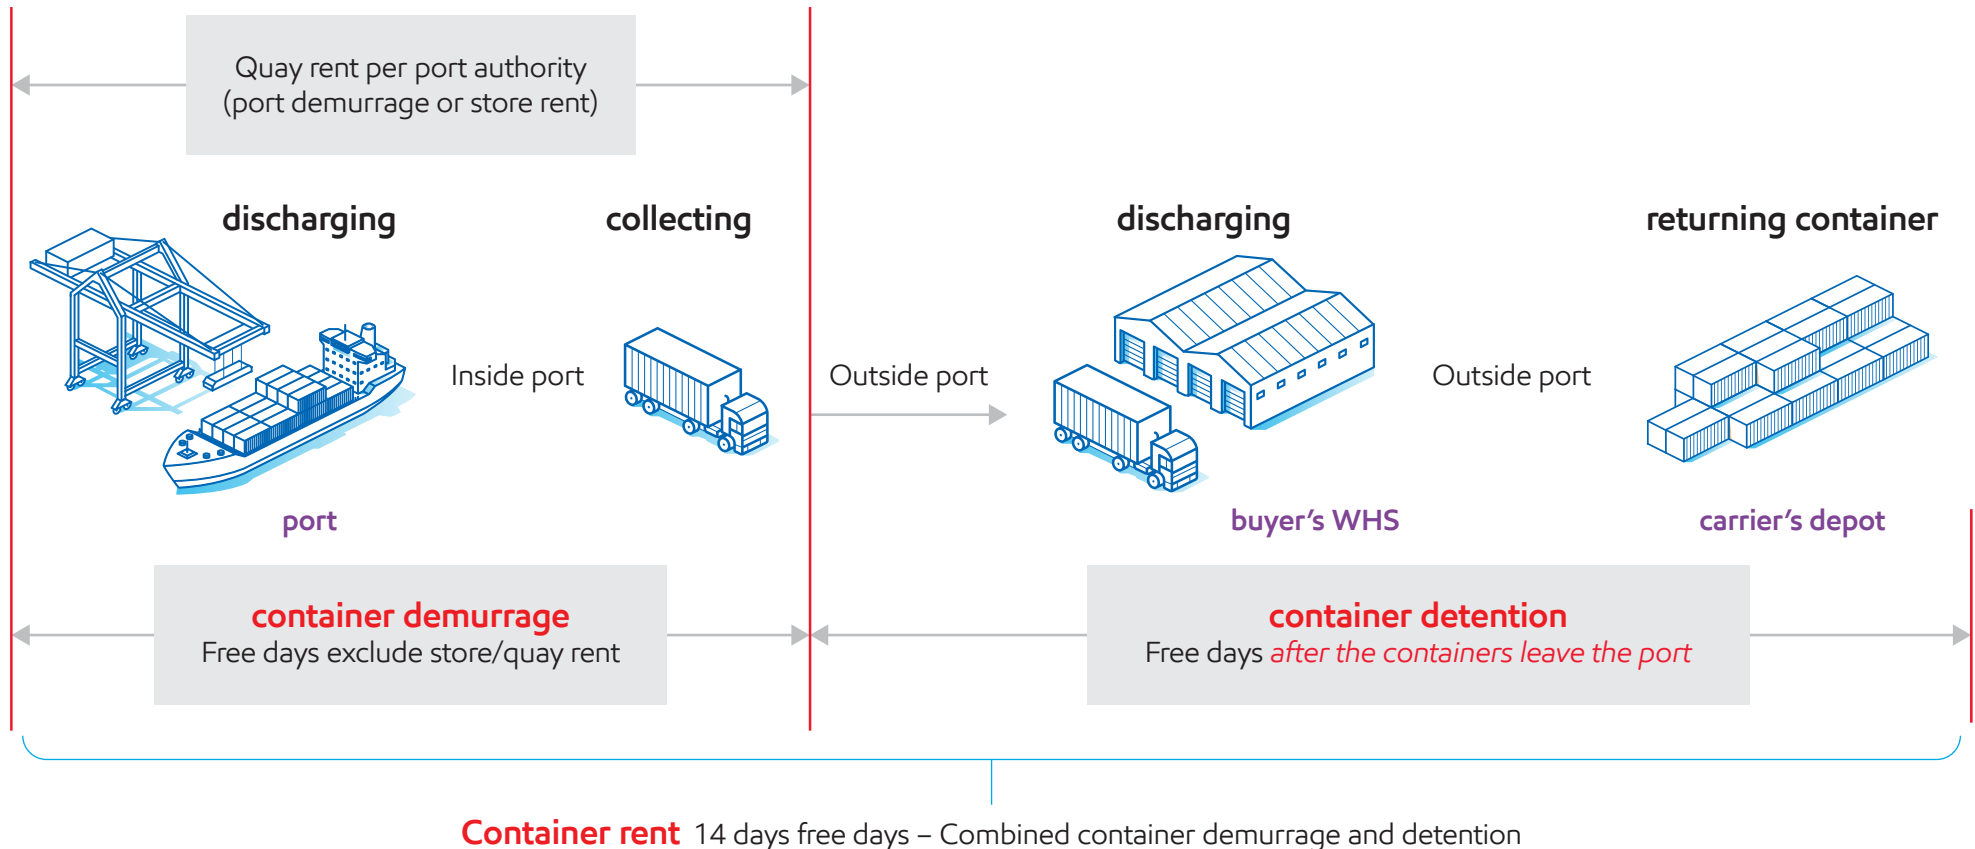 Quay rent per port authority
(port demurrage or store rent)
discharging
collecting
discharging
returning container
Inside port
Outside port
Outside port
port
buyer’s WHS
carrier’s depot
container demurrage
Free days exclude store/quay rent
container detention
Free days after the containers leave the port
Container rent 14 days free days – Combined container demurrage and detention